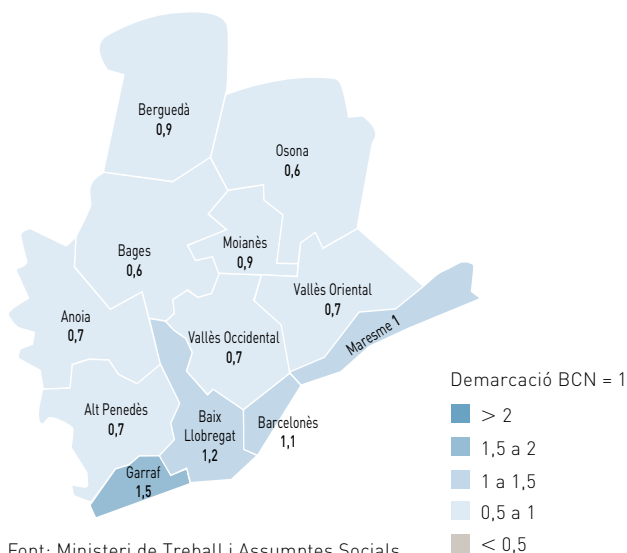 Berguedà
0,9
Osona
0,6
Moianès
0,9
Bages
0,6
Vallès Oriental
0,7
Anoia
0,7
Vallès Occidental
0,7
Maresme 1
Alt Penedès
0,7
Baix
Llobregat
1,2
Barcelonès
1,1
Garraf
1,5
Demarcació BCN = 1
> 2
1,5 a 2
1 a 1,5
0,5 a 1
< 0,5
Font: Ministeri de Treball i Assumptes Socials